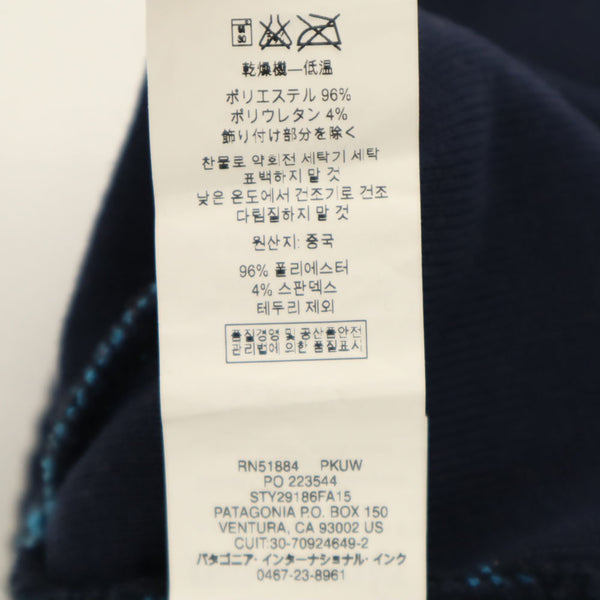 M
30
乾燥機—低温
ポリエステル 96%
ポリウレタン 4%
飾り付け部分を除く
찬물로 약회전 세탁기 세탁
표백하지 말 것
낮은 온도에서 건조기로 건조
다림질하지 말 것
원산지: 중국
96% 폴리에스터
4% 스판덱스
테두리 제외
품질경영 및 공산품안전
관리법에 의한 품질표시
RN51884 PKUW
PO 223544
STY29186FA15
PATAGONIA P.O. BOX 150
VENTURA, CA 93002 US
CUIT:30-70924649-2
パタゴニア・インターナショナル・インク
0467-23-8961